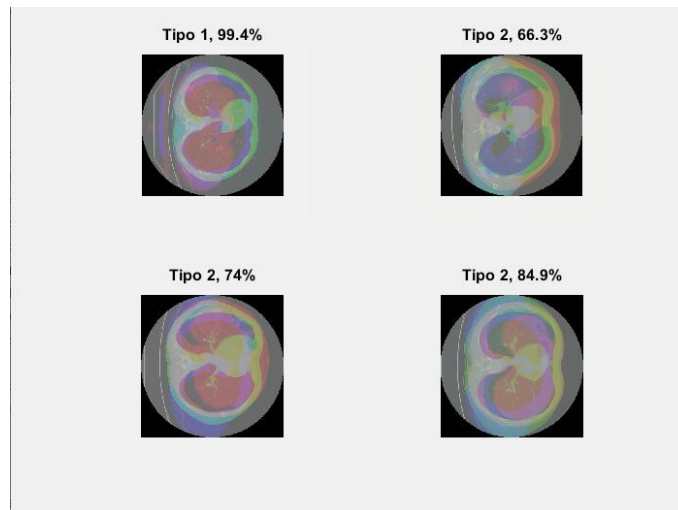 Tipo 1, 99.4%
Tipo 2, 66.3%
Tipo 2, 74%
Tipo 2, 84.9%